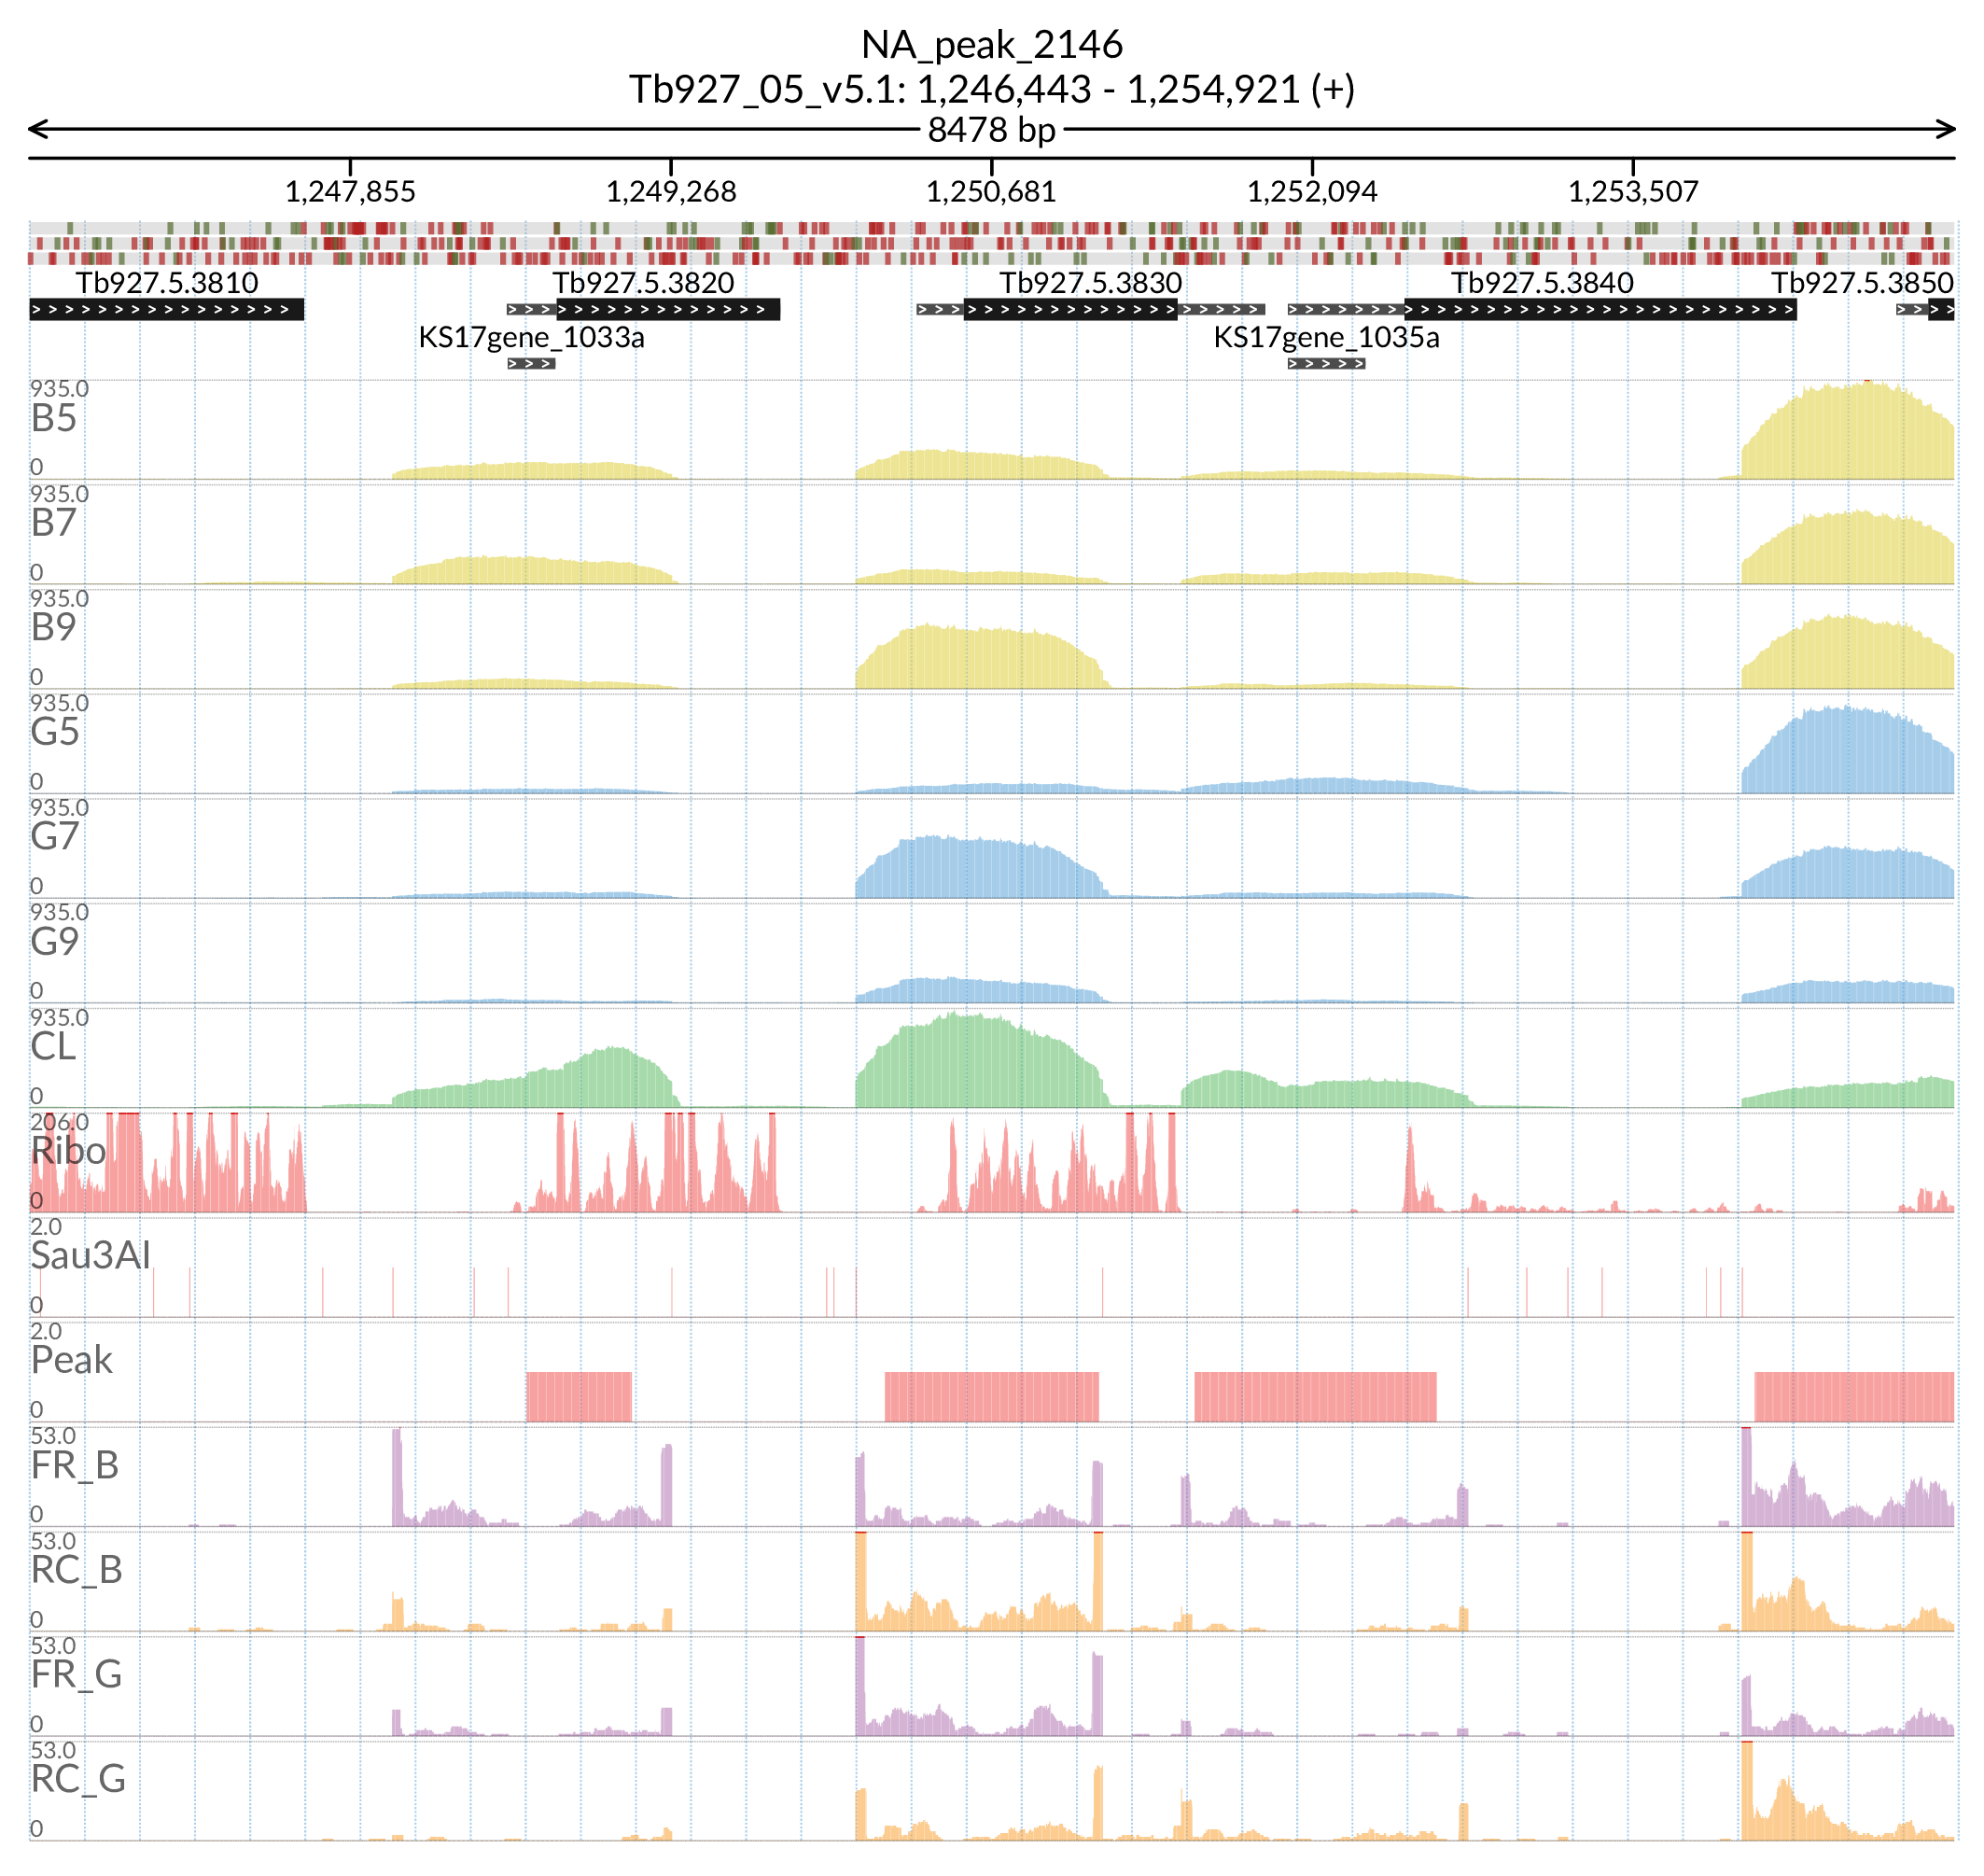 NA_peak_2146
Tb927_05_v5.1: 1,246,443 - 1,254,921 (+)
8478 bp
1,247,855 1,249,268 1,250,681 1,252,094 1,253,507
Tb927.5.3810 Tb927.5.3820 Tb927.5.3830 Tb927.5.3840 Tb927.5.3850
KS17gene_1033a KS17gene_1035a
935.0
B5
0
935.0
B7
0
935.0
B9
0
935.0
G5
0
935.0
G7
0
935.0
G9
0
935.0
CL
0
206.0
Ribo
0
2.0
Sau3AI
0
2.0
Peak
0
53.0
FR_B
0
53.0
RC_B
0
53.0
FR_G
0
53.0
RC_G
0